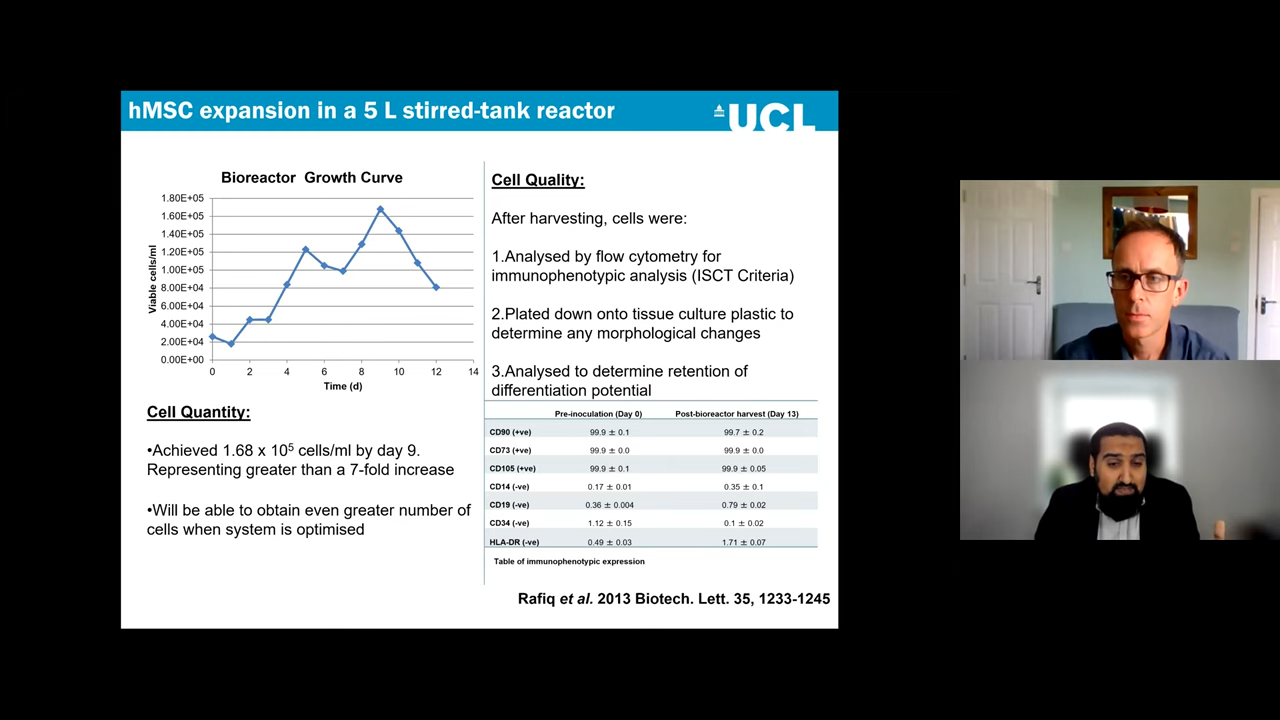 hMSC expansion in a 5 L stirred-tank reactor
UCL
Bioreactor Growth Curve
1.80E+05
1.60E+05
1.40E+05
1.20E+05
1.00E+05
8.00E+04
6.00E+04
4.00E+04
2.00E+04
0.00E+00
Viable cells/ml
0 2 4 6 8 10 12 14
Time (d)
Cell Quantity:
•Achieved 1.68 x 10⁵ cells/ml by day 9.
Representing greater than a 7-fold increase
•Will be able to obtain even greater number of
cells when system is optimised
Cell Quality:
After harvesting, cells were:
1.Analysed by flow cytometry for
immunophenotypic analysis (ISCT Criteria)
2.Plated down onto tissue culture plastic to
determine any morphological changes
3.Analysed to determine retention of
differentiation potential
Pre-inoculation (Day 0) Post-bioreactor harvest (Day 13)
CD90 (+ve) 99.9 ± 0.1 99.7 ± 0.2
CD73 (+ve) 99.9 ± 0.0 99.9 ± 0.0
CD105 (+ve) 99.9 ± 0.1 99.9 ± 0.05
CD14 (-ve) 0.17 ± 0.01 0.35 ± 0.1
CD19 (-ve) 0.36 ± 0.004 0.79 ± 0.02
CD34 (-ve) 1.12 ± 0.15 0.1 ± 0.02
HLA-DR (-ve) 0.49 ± 0.03 1.71 ± 0.07
Table of immunophenotypic expression
Rafiq et al. 2013 Biotech. Lett. 35, 1233-1245